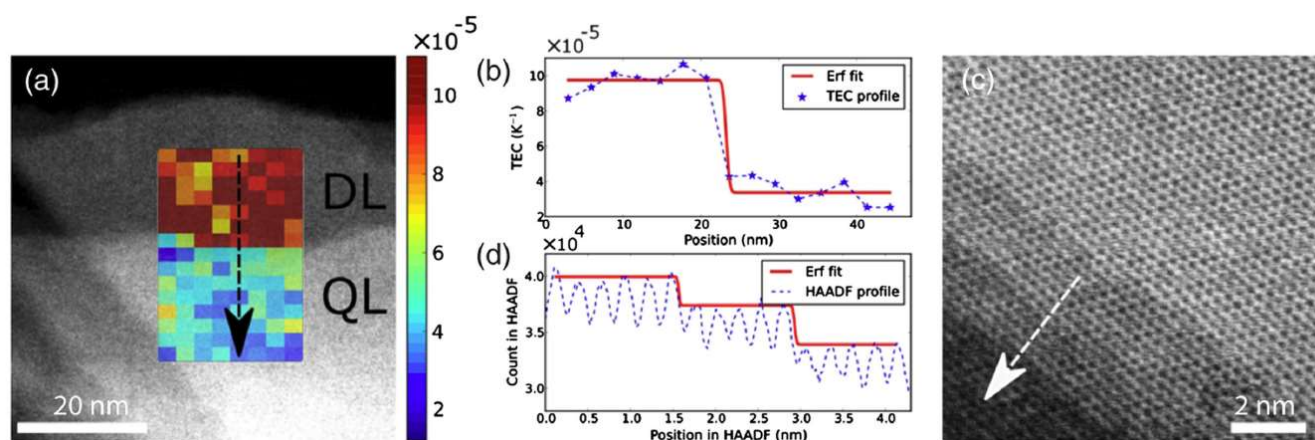 (a)
DL
QL
20 nm
×10⁻⁵
10
8
6
4
2
(b)
×10⁻⁵
TEC (K⁻¹)
10
8
6
4
2
Erf fit
TEC profile
0 10 20 30 40
Position (nm)
(d)
×10⁴
Count in HAADF
4.0
3.5
3.0
Erf fit
HAADF profile
0.0 0.5 1.0 1.5 2.0 2.5 3.0 3.5 4.0
Position in HAADF (nm)
(c)
2 nm